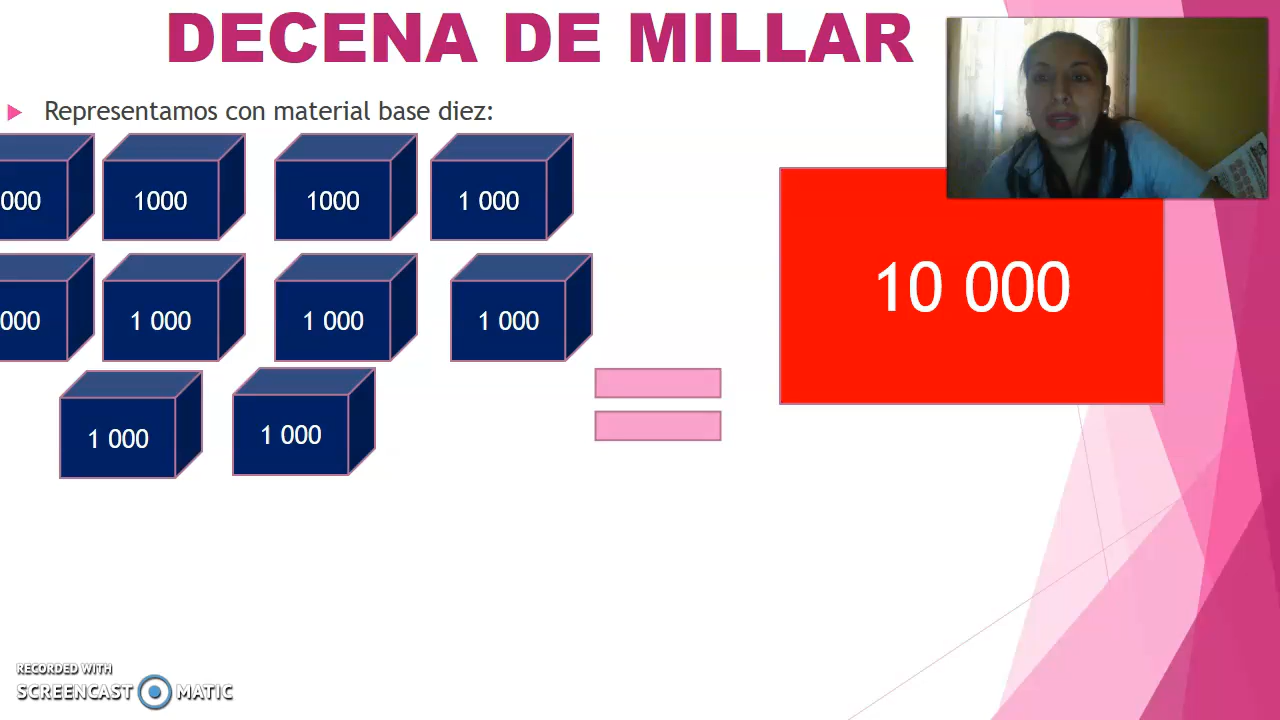 DECENA DE MILLAR
Representamos con material base diez:
000 1000 1000 1 000
000 1 000 1 000 1 000
1 000 1 000
10 000
RECORDED WITH
SCREENCAST MATIC